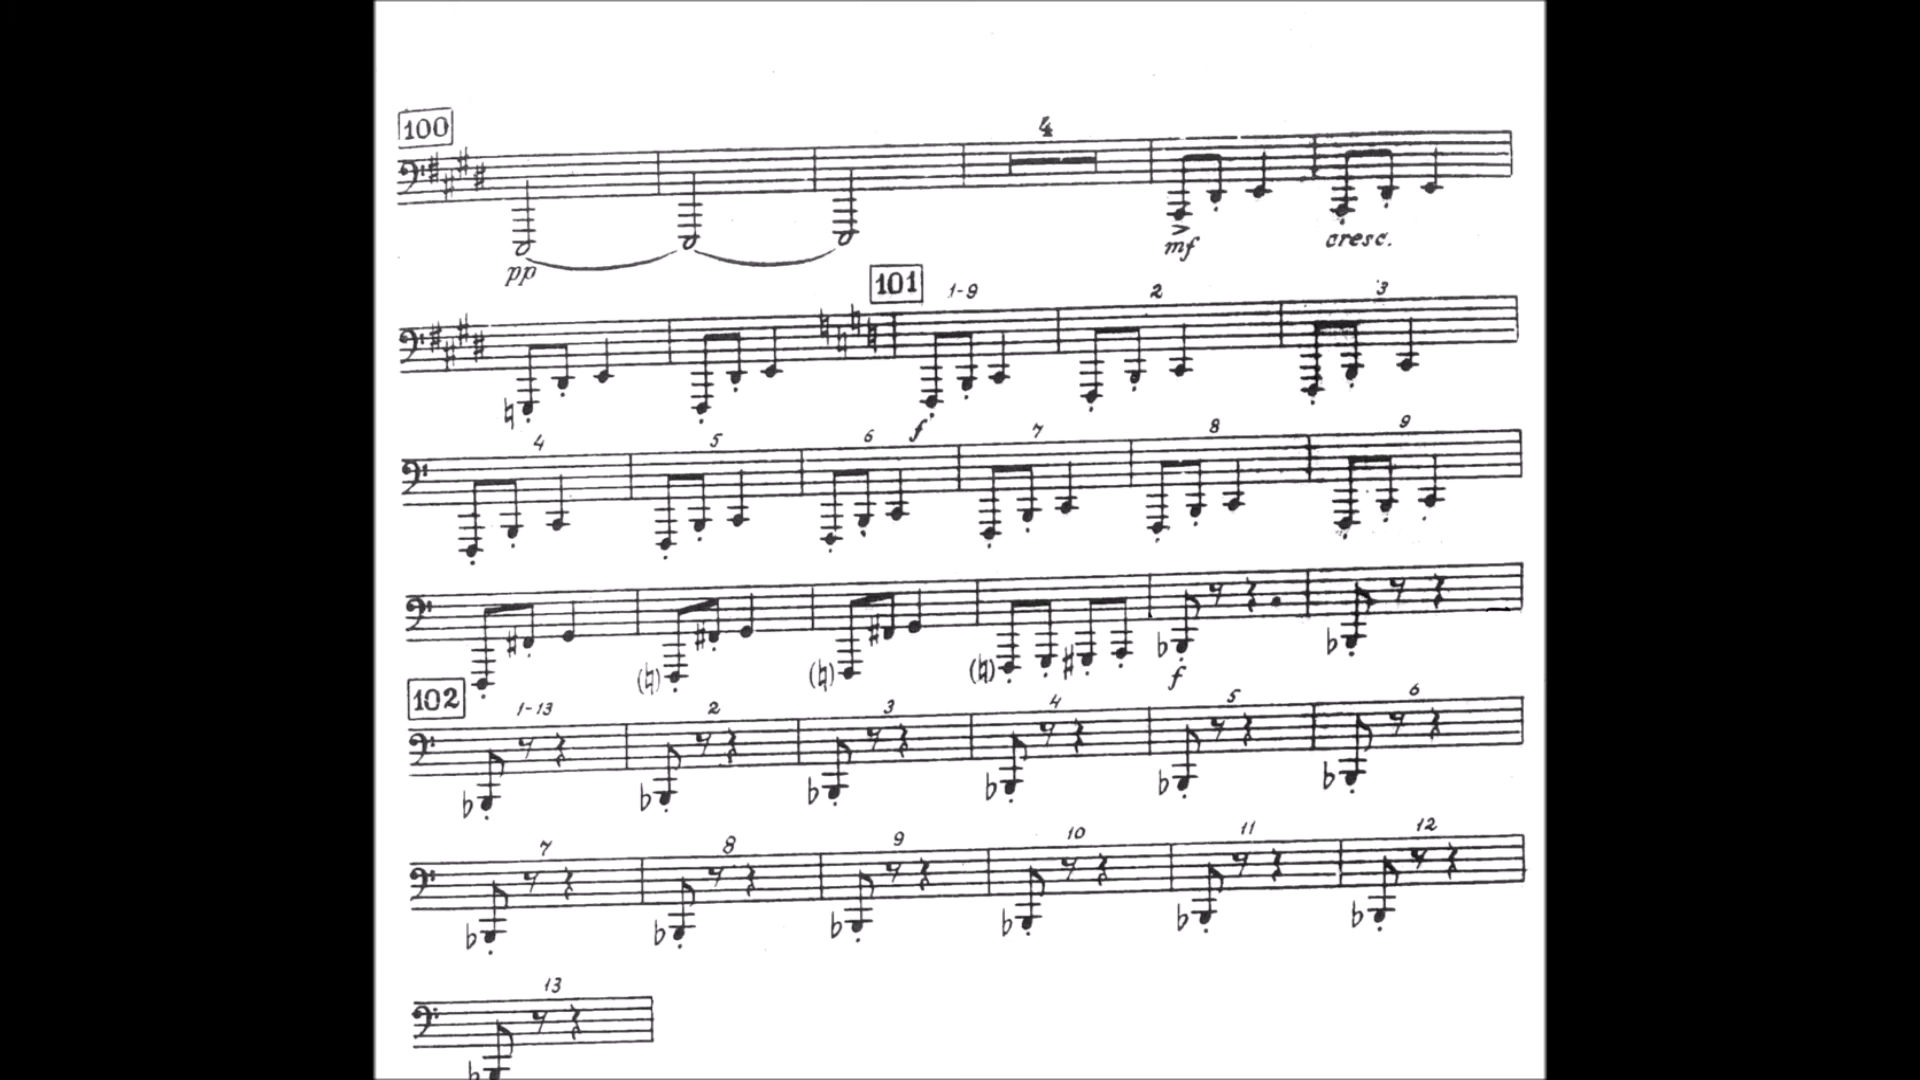 100
4
pp
mf
cresc.
101
1-9 2 3
f
4 5 6 7 8 9
(♮) (♮) (♮)
f
102
1-13 2 3 4 5 6
7 8 9 10 11 12
13